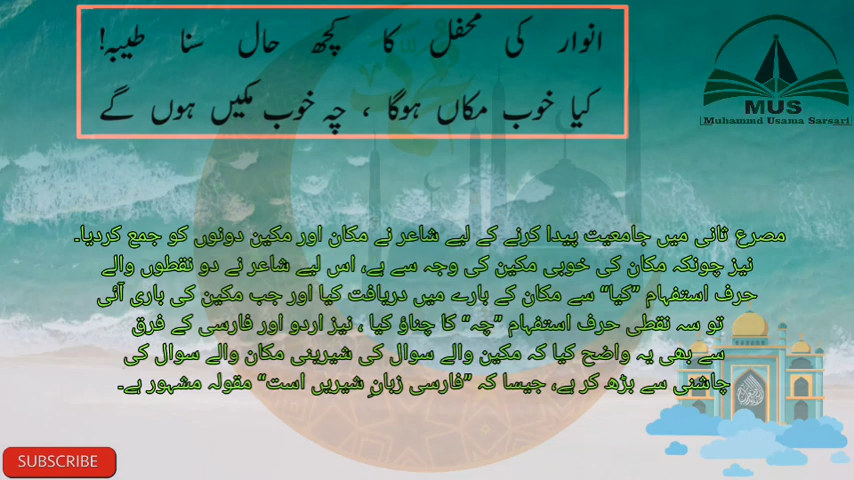 انوار کی محفل کا کچھ حال سنا طیبہ!
کیا خوب مکاں ہوگا ، چہ خوب مکیں ہوں گے
MUS
Muhammd Usama Sarsari
مصرع ثانی میں جامعیت پیدا کرنے کے لیے شاعر نے مکان اور مکین دونوں کو جمع کردیا۔
نیز چونکہ مکان کی خوبی مکین کی وجہ سے ہے، اس لیے شاعر نے دو نقطوں والے
حرف استفہام ”کیا“ سے مکان کے بارے میں دریافت کیا اور جب مکین کی باری آئی
تو سہ نقطی حرف استفہام ”چہ“ کا چناؤ کیا ، نیز اردو اور فارسی کے فرق
سے بھی یہ واضح کیا کہ مکین والے سوال کی شیرینی مکان والے سوال کی
چاشنی سے بڑھ کر ہے، جیسا کہ ”فارسی زبانِ شیریں است“ مقولہ مشہور ہے۔
SUBSCRIBE